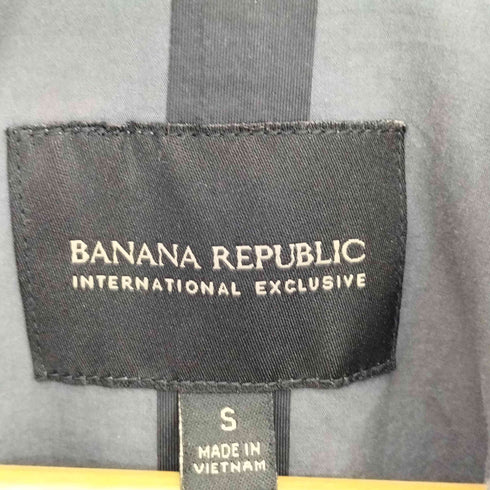 BANANA REPUBLIC
INTERNATIONAL EXCLUSIVE
S
MADE IN
VIETNAM